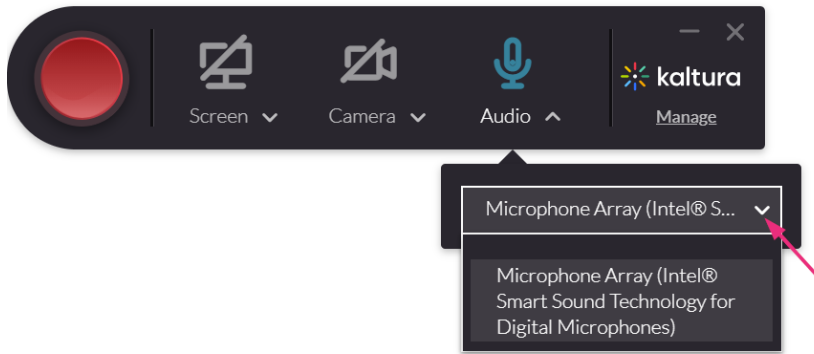 Screen
Camera
Audio
kaltura
Manage
Microphone Array (Intel® S...
Microphone Array (Intel®
Smart Sound Technology for
Digital Microphones)